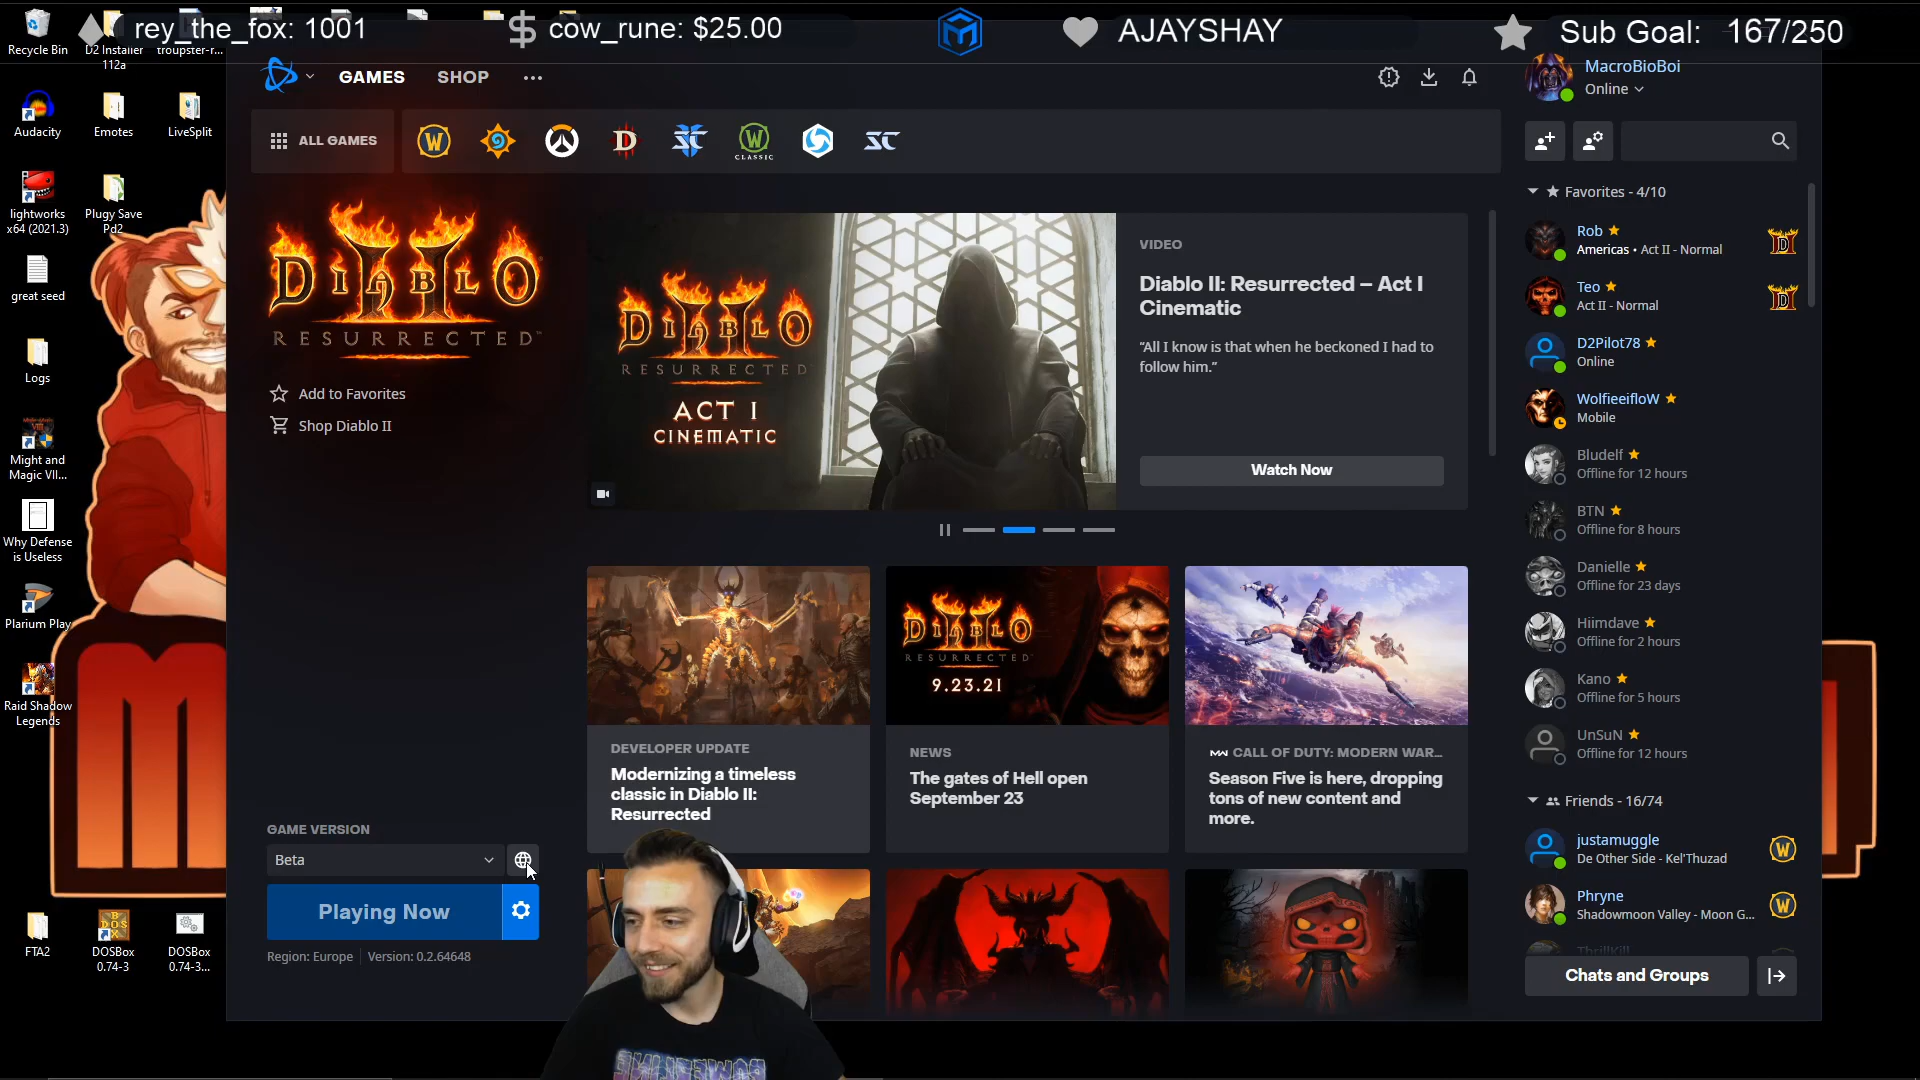 rey_the_fox: 1001
cow_rune: $25.00
AJAYSHAY
Sub Goal: 167/250
Recycle Bin
D2 Installer
112a
troupster-r...
Audacity
Emotes
LiveSplit
lightworks
x64 (2021.3)
Plugy Save
Pd2
great seed
Logs
Might and
Magic VII...
Why Defense
is Useless
Plarium Play
Raid Shadow
Legends
FTA2
DOSBox
0.74-3
DOSBox
0.74-3...
GAMES
SHOP
ALL GAMES
CLASSIC
DIABLO
RESURRECTED
Add to Favorites
Shop Diablo II
DIABLO
RESURRECTED
ACT I
CINEMATIC
VIDEO
Diablo II: Resurrected – Act I
Cinematic
“All I know is that when he beckoned I had to
follow him.”
Watch Now
DIABLO
RESURRECTED
9.23.21
DEVELOPER UPDATE
Modernizing a timeless
classic in Diablo II:
Resurrected
NEWS
The gates of Hell open
September 23
CALL OF DUTY: MODERN WAR...
Season Five is here, dropping
tons of new content and
more.
GAME VERSION
Beta
Playing Now
Region: Europe
Version: 0.2.64648
MacroBioBoi
Online
Favorites - 4/10
Rob
Americas • Act II - Normal
Teo
Act II - Normal
D2Pilot78
Online
WolfieeifloW
Mobile
Bludelf
Offline for 12 hours
BTN
Offline for 8 hours
Danielle
Offline for 23 days
Hiimdave
Offline for 2 hours
Kano
Offline for 5 hours
UnSuN
Offline for 12 hours
Friends - 16/74
justamuggle
De Other Side - Kel'Thuzad
Phryne
Shadowmoon Valley - Moon G...
ThrillKill
Chats and Groups